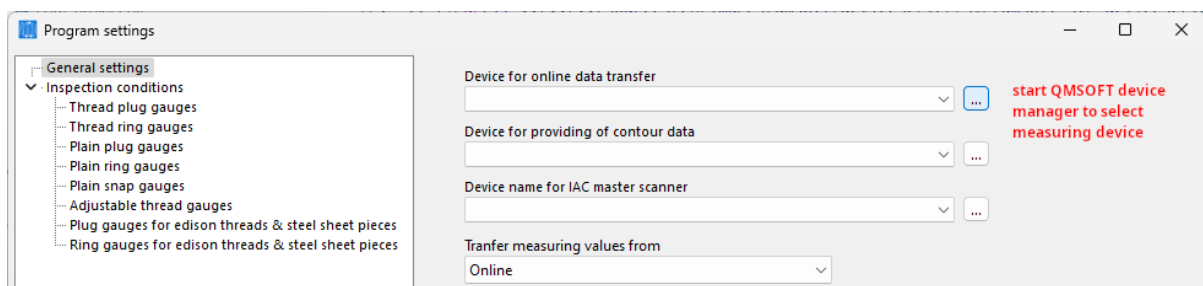 Program settings
General settings
Inspection conditions
Thread plug gauges
Thread ring gauges
Plain plug gauges
Plain ring gauges
Plain snap gauges
Adjustable thread gauges
Plug gauges for edison threads & steel sheet pieces
Ring gauges for edison threads & steel sheet pieces
Device for online data transfer
...
start QMSOFT device
manager to select
measuring device
Device for providing of contour data
...
Device name for IAC master scanner
...
Tranfer measuring values from
Online